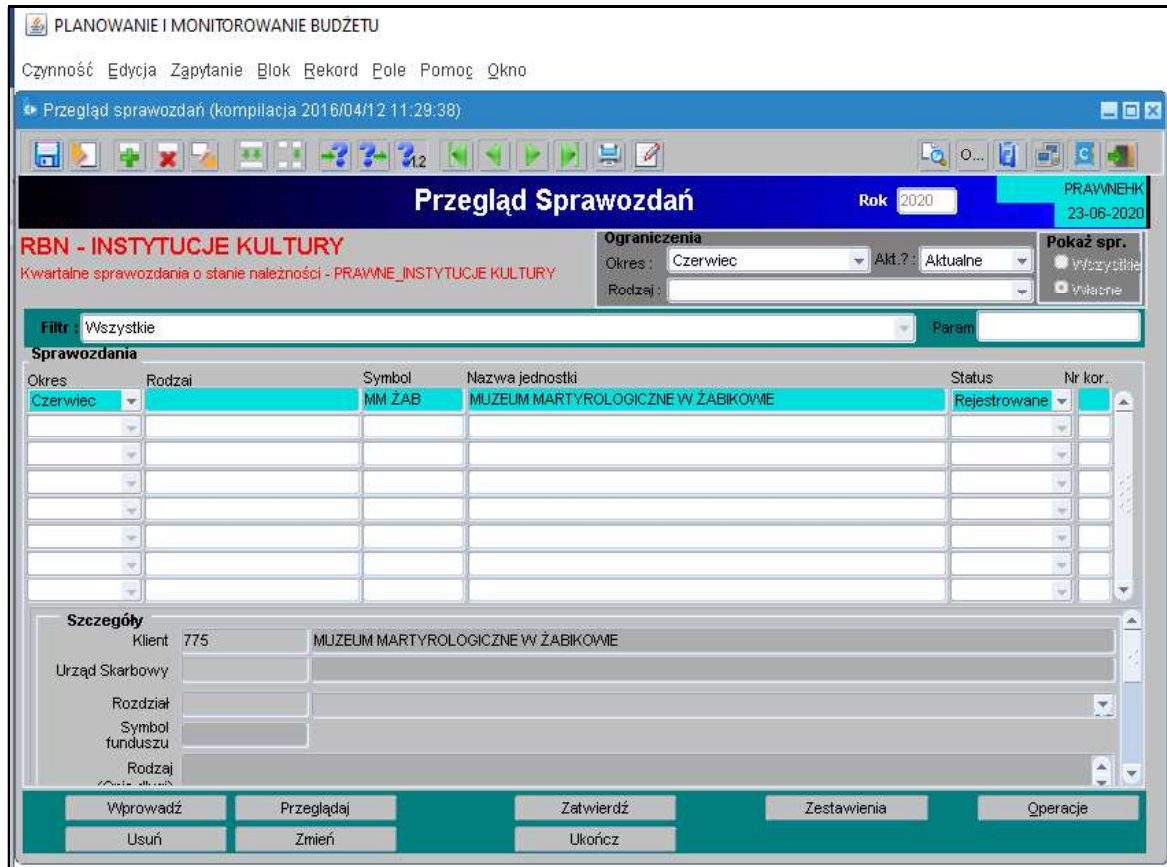 PLANOWANIE I MONITOROWANIE BUDŻETU
Czynność Edycja Zapytanie Blok Rekord Pole Pomoc Okno
Przegląd sprawozdań (kompilacja 2016/04/12 11:29:38)
O...
Przegląd Sprawozdań
Rok 2020
PRAWNEHK
23-06-2020
RBN - INSTYTUCJE KULTURY
Kwartalne sprawozdania o stanie należności - PRAWNE_INSTYTUCJE KULTURY
Ograniczenia
Okres : Czerwiec Akt.? : Aktualne
Rodzaj :
Pokaż spr.
Wszystkie
Własne
Filtr : Wszystkie Param
Sprawozdania
Okres Rodzaj Symbol Nazwa jednostki Status Nr kor.
Czerwiec MM ŻAB MUZEUM MARTYROLOGICZNE W ŻABIKOWIE Rejestrowane
Szczegóły
Klient 775 MUZEUM MARTYROLOGICZNE W ŻABIKOWIE
Urząd Skarbowy
Rozdział
Symbol
funduszu
Rodzaj
Wprowadź Przeglądaj Zatwierdź Zestawienia Operacje
Usuń Zmień Ukończ